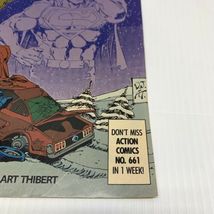 DON'T MISS
ACTION
COMICS
NO. 661
IN 1 WEEK!
ART THIBERT